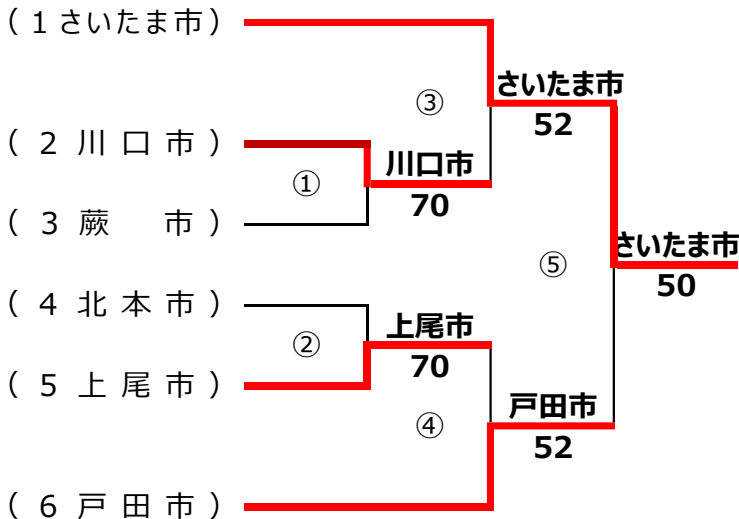 (1さいたま市)
さいたま市
③
52
(2川口市)
川口市
①
70
(3蕨 市)
さいたま市
⑤
50
(4北本市)
上尾市
②
70
(5上尾市)
戸田市
④
52
(6戸田市)